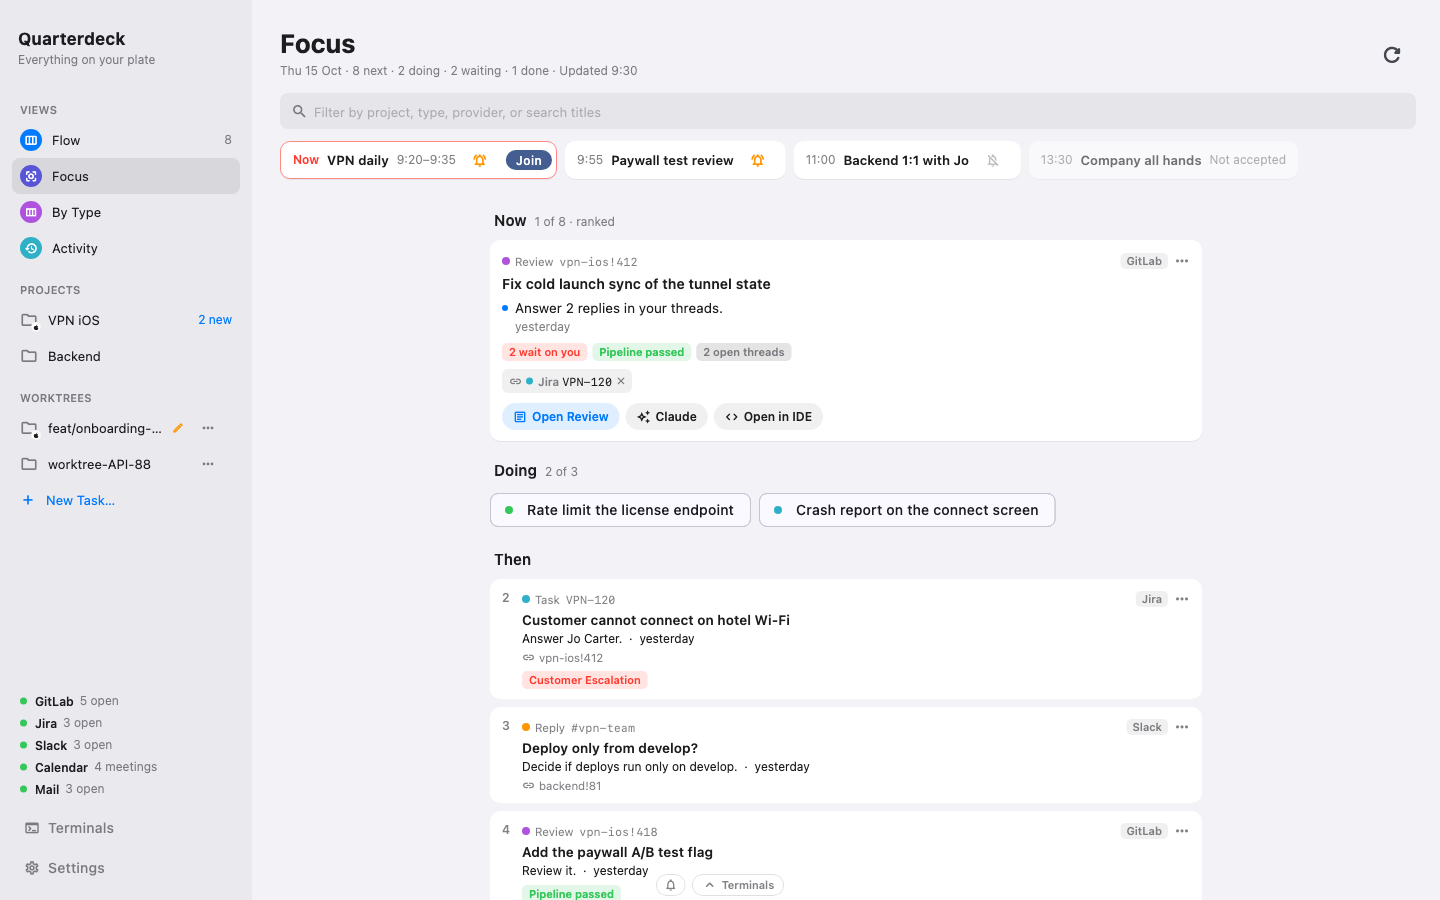 Quarterdeck
Everything on your plate
VIEWS
Flow 8
Focus
By Type
Activity
PROJECTS
VPN iOS 2 new
Backend
WORKTREES
feat/onboarding-...
worktree-API-88
New Task...
GitLab 5 open
Jira 3 open
Slack 3 open
Calendar 4 meetings
Mail 3 open
Terminals
Settings
Focus
Thu 15 Oct · 8 next · 2 doing · 2 waiting · 1 done · Updated 9:30
Filter by project, type, provider, or search titles
Now VPN daily 9:20–9:35 Join
9:55 Paywall test review
11:00 Backend 1:1 with Jo
13:30 Company all hands Not accepted
Now 1 of 8 · ranked
Review vpn-ios!412 GitLab
Fix cold launch sync of the tunnel state
Answer 2 replies in your threads.
yesterday
2 wait on you Pipeline passed 2 open threads
Jira VPN-120
Open Review Claude Open in IDE
Doing 2 of 3
Rate limit the license endpoint Crash report on the connect screen
Then
2 Task VPN-120 Jira
Customer cannot connect on hotel Wi-Fi
Answer Jo Carter. · yesterday
vpn-ios!412
Customer Escalation
3 Reply #vpn-team Slack
Deploy only from develop?
Decide if deploys run only on develop. · yesterday
backend!81
4 Review vpn-ios!418 GitLab
Add the paywall A/B test flag
Review it. · yesterday
Pipeline passed
Terminals